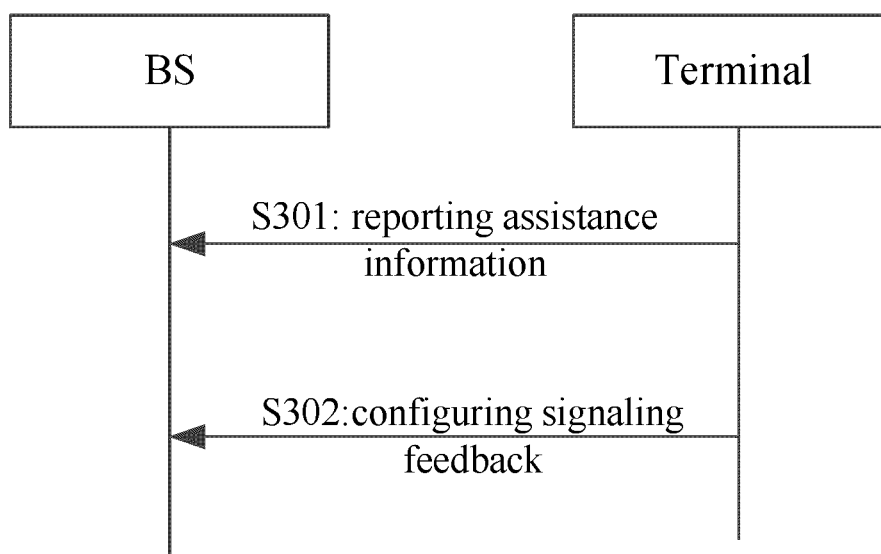 BS
Terminal
S301: reporting assistance
information
S302:configuring signaling
feedback